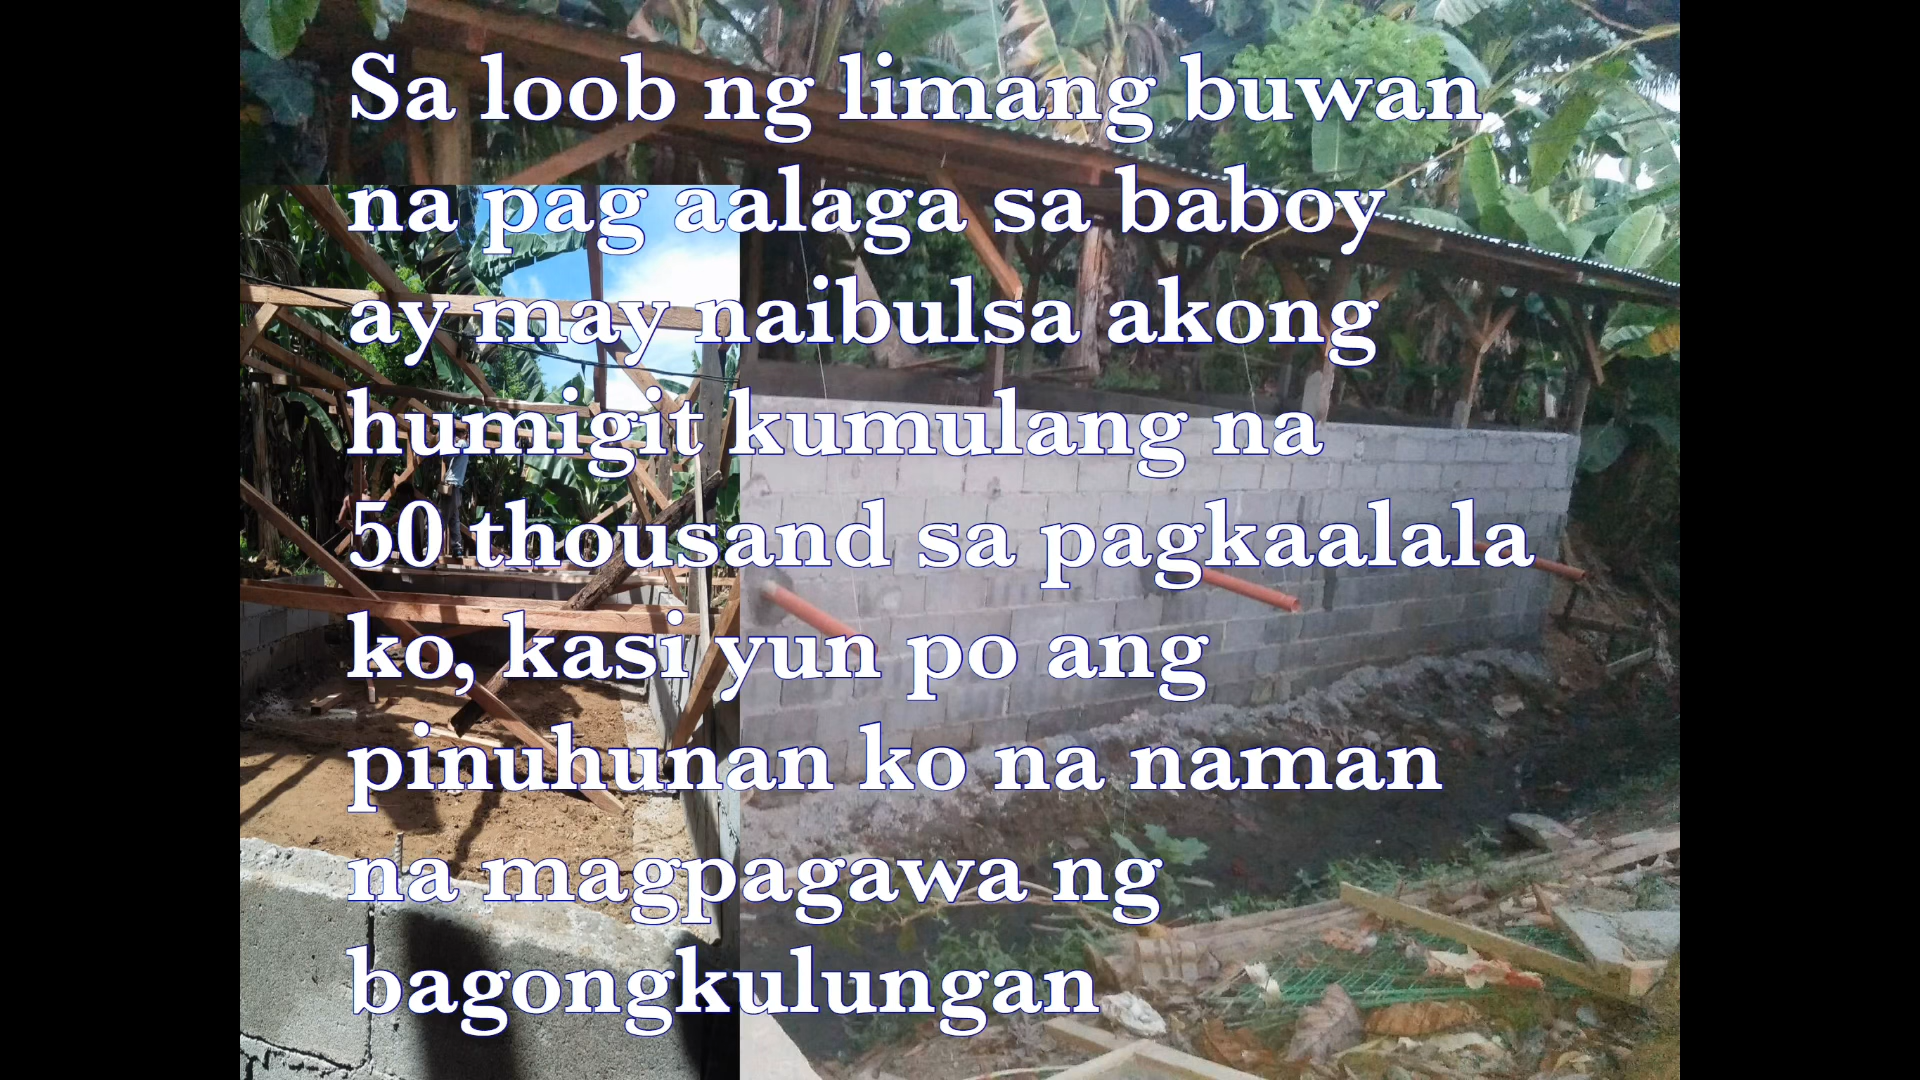 Sa loob ng limang buwan
na pag aalaga sa baboy
ay may naibulsa akong
humigit kumulang na
50 thousand sa pagkaalala
ko, kasi yun po ang
pinuhunan ko na naman
na magpagawa ng
bagongkulungan